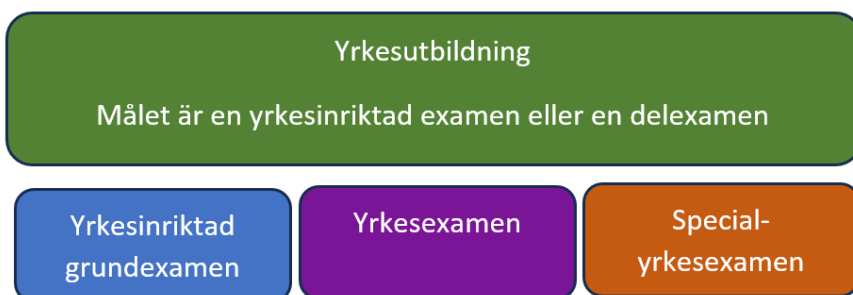 Yrkesutbildning
Målet är en yrkesinriktad examen eller en delexamen
Yrkesinriktad
grundexamen
Yrkesexamen
Special-
yrkesexamen